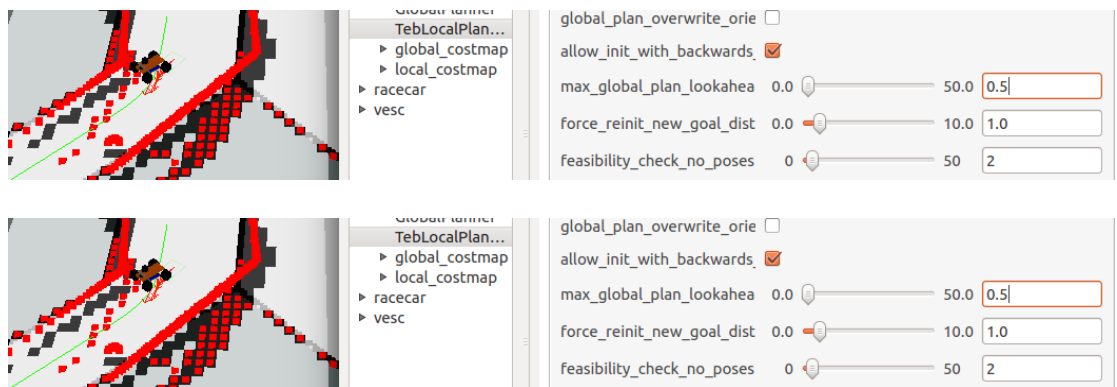 global_plan_overwrite_orie
TebLocalPlan...
allow_init_with_backwards_
global_costmap
local_costmap
max_global_plan_lookahea 0.0 50.0 0.5
racecar
vesc
force_reinit_new_goal_dist 0.0 10.0 1.0
feasibility_check_no_poses 0 50 2
GlobalPlanner
global_plan_overwrite_orie
TebLocalPlan...
allow_init_with_backwards_
global_costmap
local_costmap
max_global_plan_lookahea 0.0 50.0 0.5
racecar
vesc
force_reinit_new_goal_dist 0.0 10.0 1.0
feasibility_check_no_poses 0 50 2